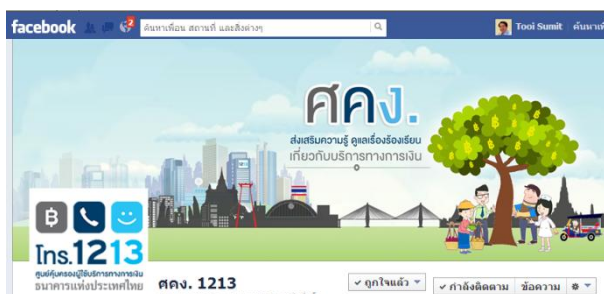 facebook
2
ค้นหาเพื่อน สถานที่ และสิ่งต่างๆ
Tooi Sumit
ค้นหาเพื่
ศคง.
ส่งเสริมความรู้ ดูแลเรื่องร้องเรียน
เกี่ยวกับบริการทางการเงิน
฿
โทร.1213
ศูนย์คุ้มครองผู้ใช้บริการทางการเงิน
ธนาคารแห่งประเทศไทย
ศคง. 1213
ถูกใจแล้ว
กำลังติดตาม
ข้อความ